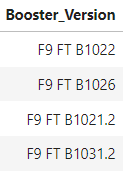 Booster_Version
F9 FT B1022
F9 FT B1026
F9 FT B1021.2
F9 FT B1031.2